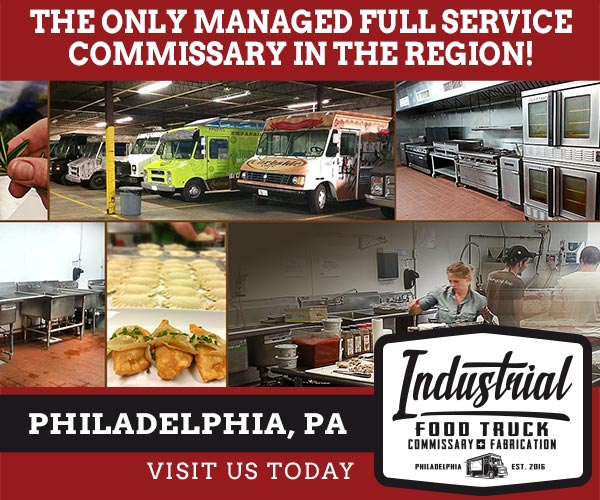 THE ONLY MANAGED FULL SERVICE
COMMISSARY IN THE REGION!
PHILADELPHIA, PA
VISIT US TODAY
Industrial
FOOD TRUCK
COMMISSARY + FABRICATION
PHILADELPHIA EST. 2016